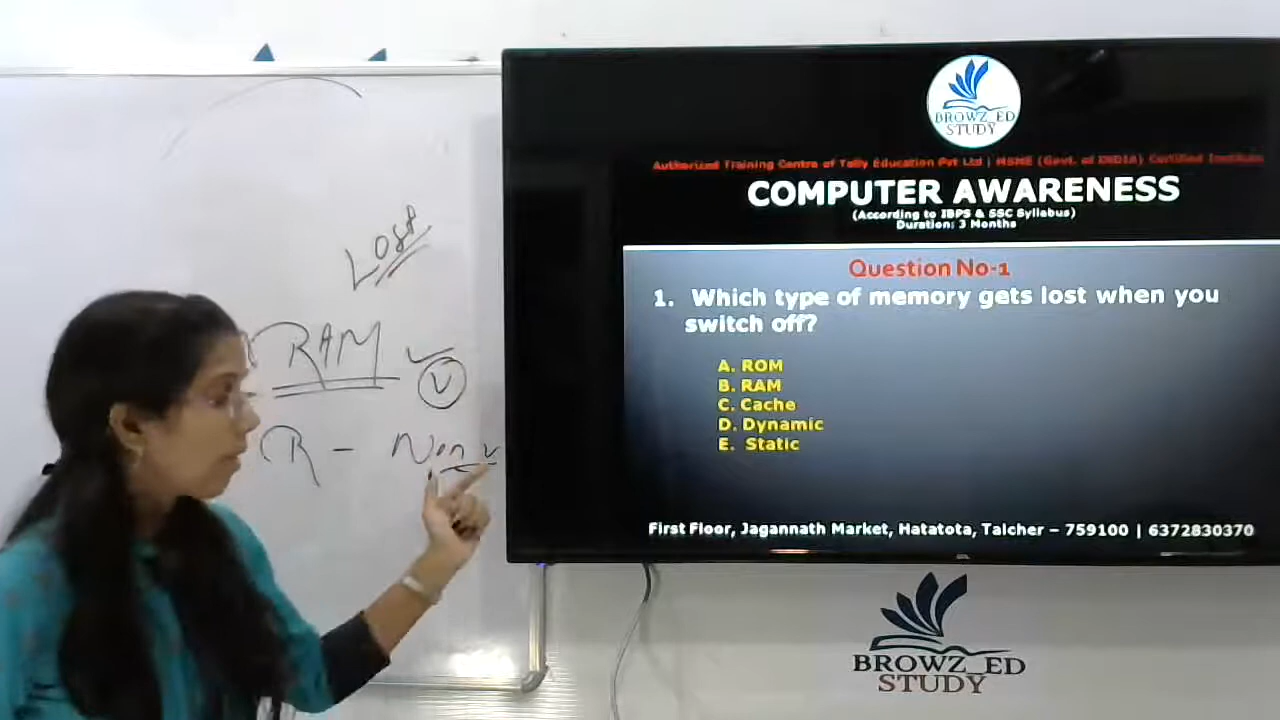 Lost
RAM
V
R - Non V
BROWZ_ED
STUDY
Authorized Training Centre of Tally Education Pvt Ltd | MSME (Govt. of INDIA) Certified Institute
COMPUTER AWARENESS
(According to IBPS & SSC Syllabus)
Duration: 3 Months
Question No-1
1. Which type of memory gets lost when you
switch off?
A. ROM
B. RAM
C. Cache
D. Dynamic
E. Static
First Floor, Jagannath Market, Hatatota, Talcher – 759100 | 6372830370
BROWZ_ED
STUDY